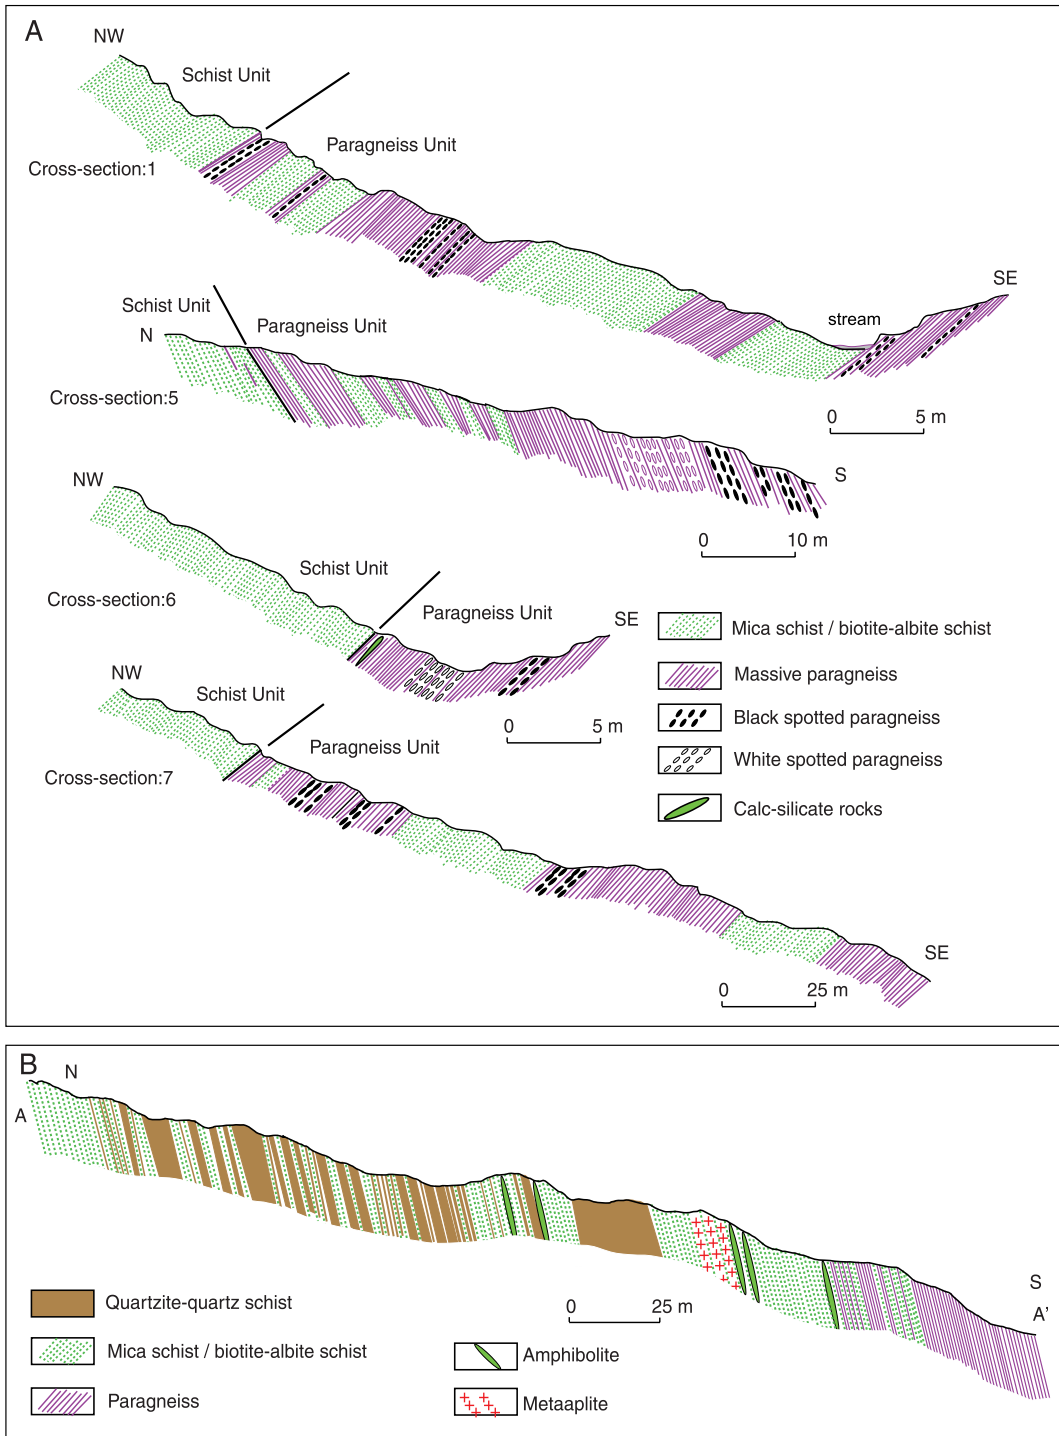 A
NW
Schist Unit
Paragneiss Unit
Cross-section:1
SE
stream
0 5 m
Schist Unit
N
Paragneiss Unit
Cross-section:5
S
0 10 m
NW
Schist Unit
Cross-section:6
Paragneiss Unit
SE
0 5 m
NW
Schist Unit
Paragneiss Unit
Cross-section:7
SE
0 25 m
Mica schist / biotite-albite schist
Massive paragneiss
Black spotted paragneiss
White spotted paragneiss
Calc-silicate rocks
B
N
A
S
A'
0 25 m
Quartzite-quartz schist
Mica schist / biotite-albite schist
Paragneiss
Amphibolite
Metaaplite